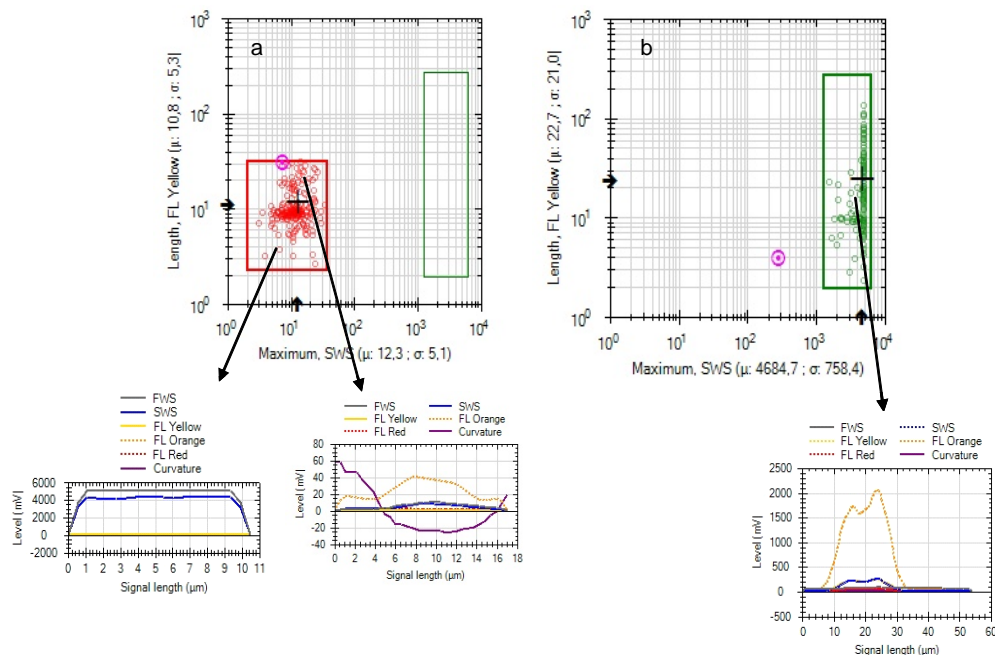 a
Length, FL Yellow (µ: 10,8 ; σ: 5,3|
10³
10²
10¹
10⁰
10⁰ 10¹ 10² 10³ 10⁴
Maximum, SWS (µ: 12,3 ; σ: 5,1)
b
Length, FL Yellow (µ: 22,7 ; σ: 21,0|
10³
10²
10¹
10⁰
10⁰ 10¹ 10² 10³ 10⁴
Maximum, SWS (µ: 4684,7 ; σ: 758,4)
FWS
SWS
FL Yellow
FL Orange
FL Red
Curvature
Level [mV]
6000
4000
2000
0
-2000
0 1 2 3 4 5 6 7 8 9 10 11
Signal length (µm)
FWS SWS
FL Yellow FL Orange
FL Red Curvature
Level [mV]
80
60
40
20
0
-20
-40
0 2 4 6 8 10 12 14 16 18
Signal length (µm)
FWS SWS
FL Yellow FL Orange
FL Red Curvature
Level [mV]
2500
2000
1500
1000
500
0
-500
0 10 20 30 40 50 60
Signal length (µm)